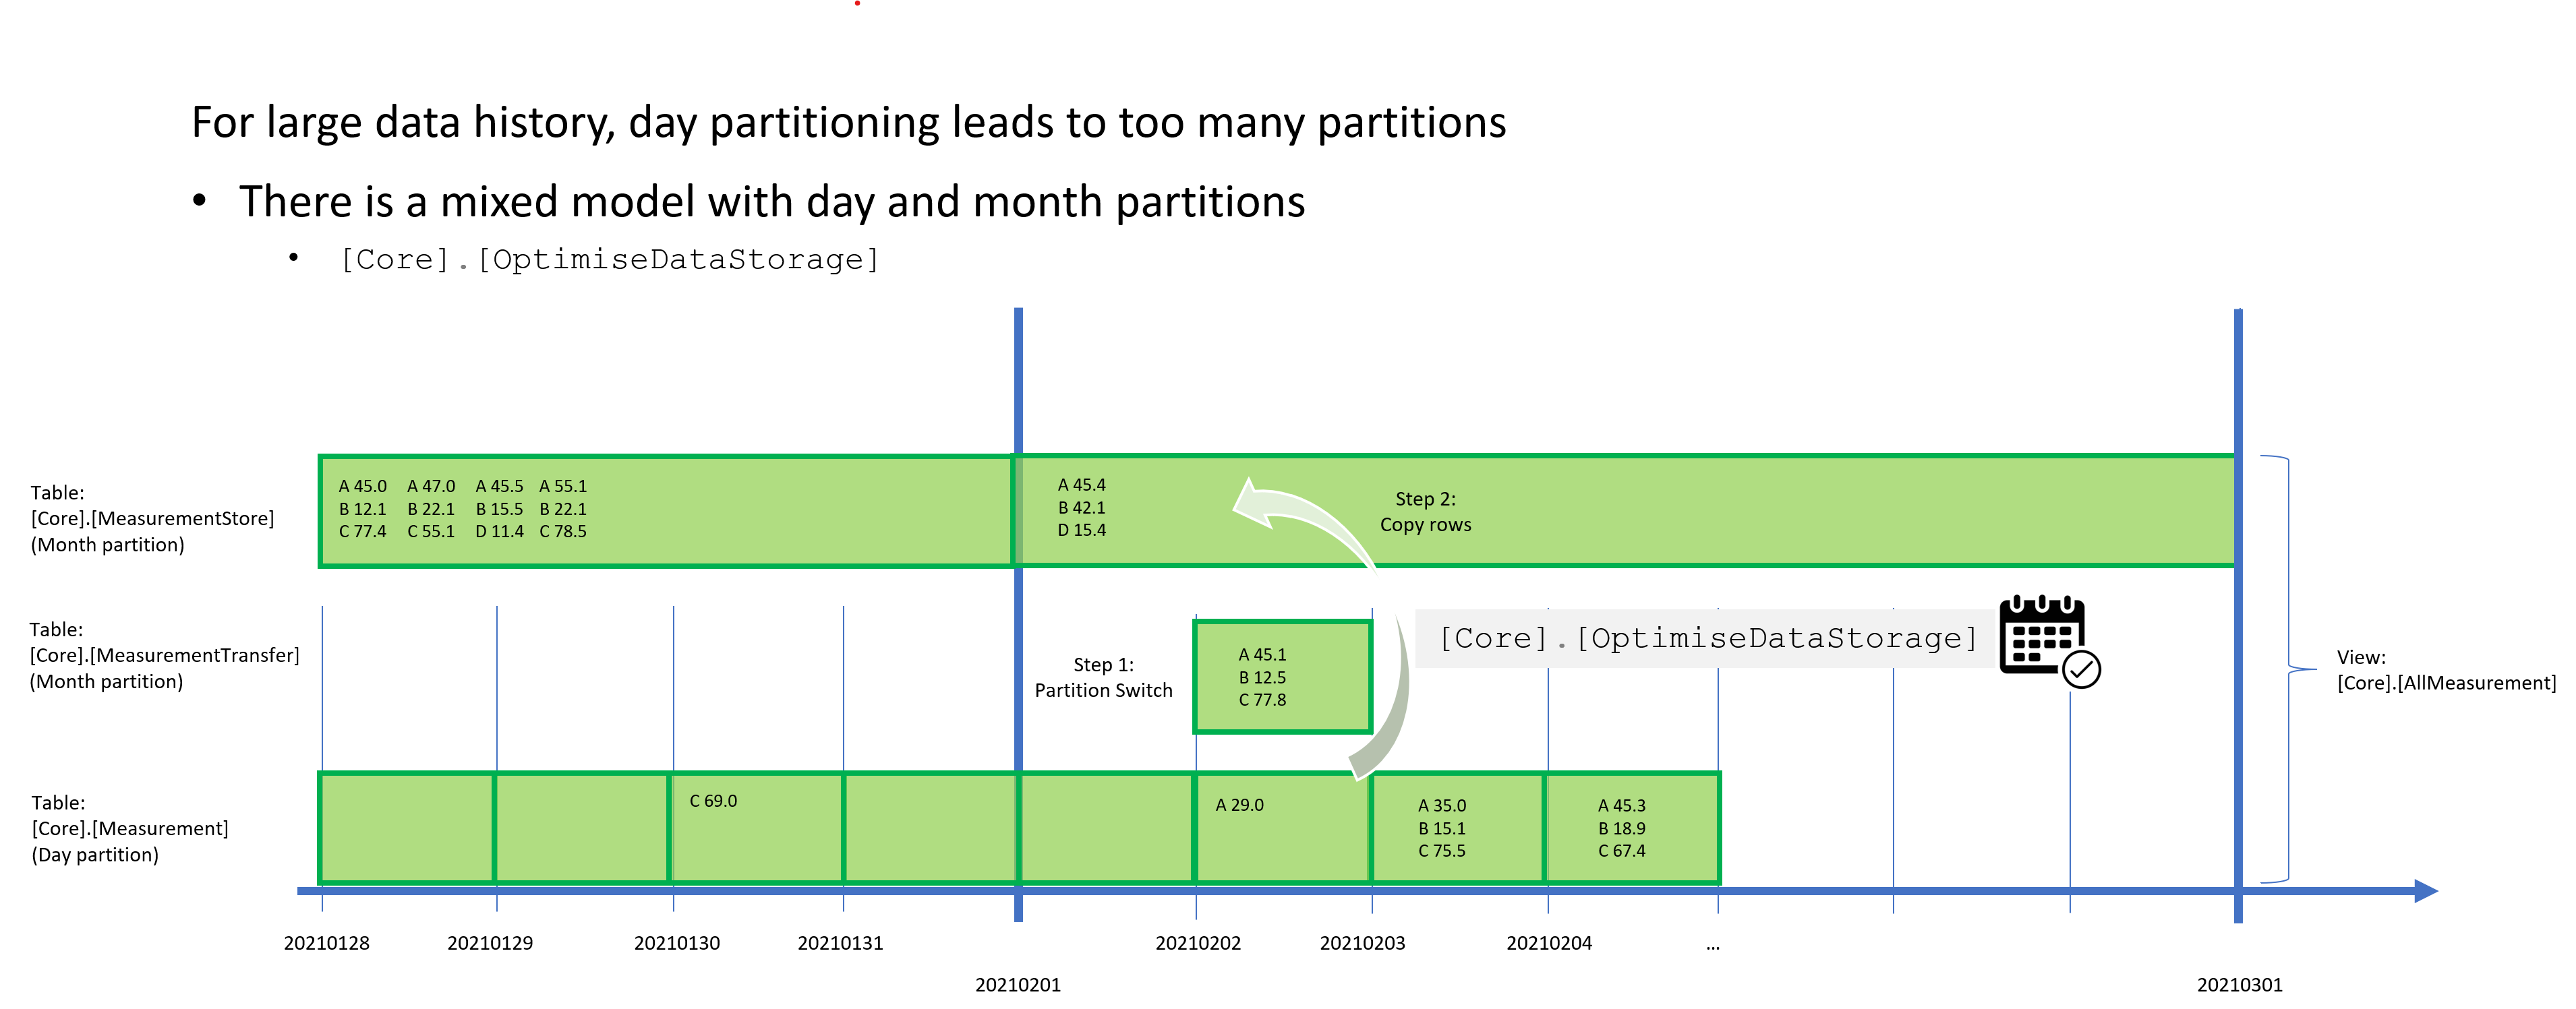 For large data history, day partitioning leads to too many partitions
• There is a mixed model with day and month partitions
• [Core].[OptimiseDataStorage]
Table:
[Core].[MeasurementStore]
(Month partition)
A 45.0 A 47.0 A 45.5 A 55.1
B 12.1 B 22.1 B 15.5 B 22.1
C 77.4 C 55.1 D 11.4 C 78.5
A 45.4
B 42.1
D 15.4
Step 2:
Copy rows
Table:
[Core].[MeasurementTransfer]
(Month partition)
Step 1:
Partition Switch
A 45.1
B 12.5
C 77.8
[Core].[OptimiseDataStorage]
View:
[Core].[AllMeasurement]
Table:
[Core].[Measurement]
(Day partition)
C 69.0
A 29.0
A 35.0
B 15.1
C 75.5
A 45.3
B 18.9
C 67.4
20210128 20210129 20210130 20210131 20210202 20210203 20210204 ...
20210201 20210301